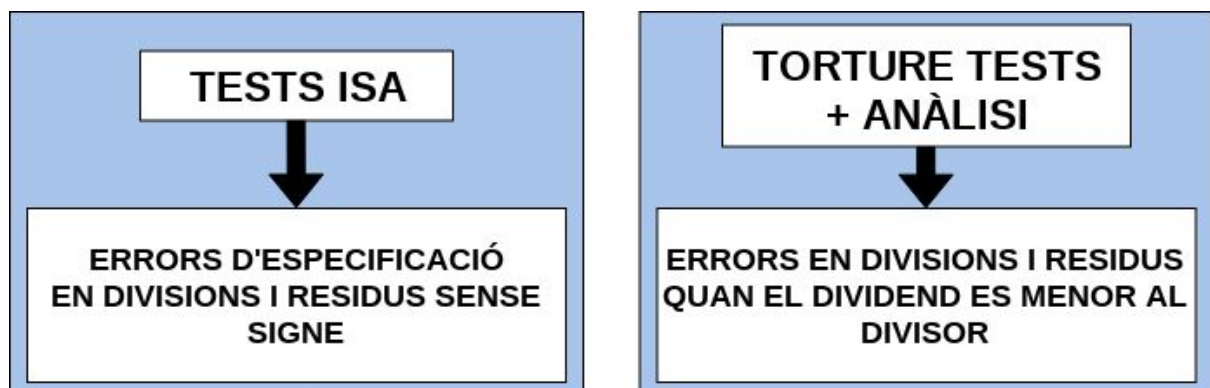 TESTS ISA
ERRORS D'ESPECIFICACIÓ
EN DIVISIONS I RESIDUS SENSE
SIGNE
TORTURE TESTS
+ ANÀLISI
ERRORS EN DIVISIONS I RESIDUS
QUAN EL DIVIDEND ES MENOR AL
DIVISOR